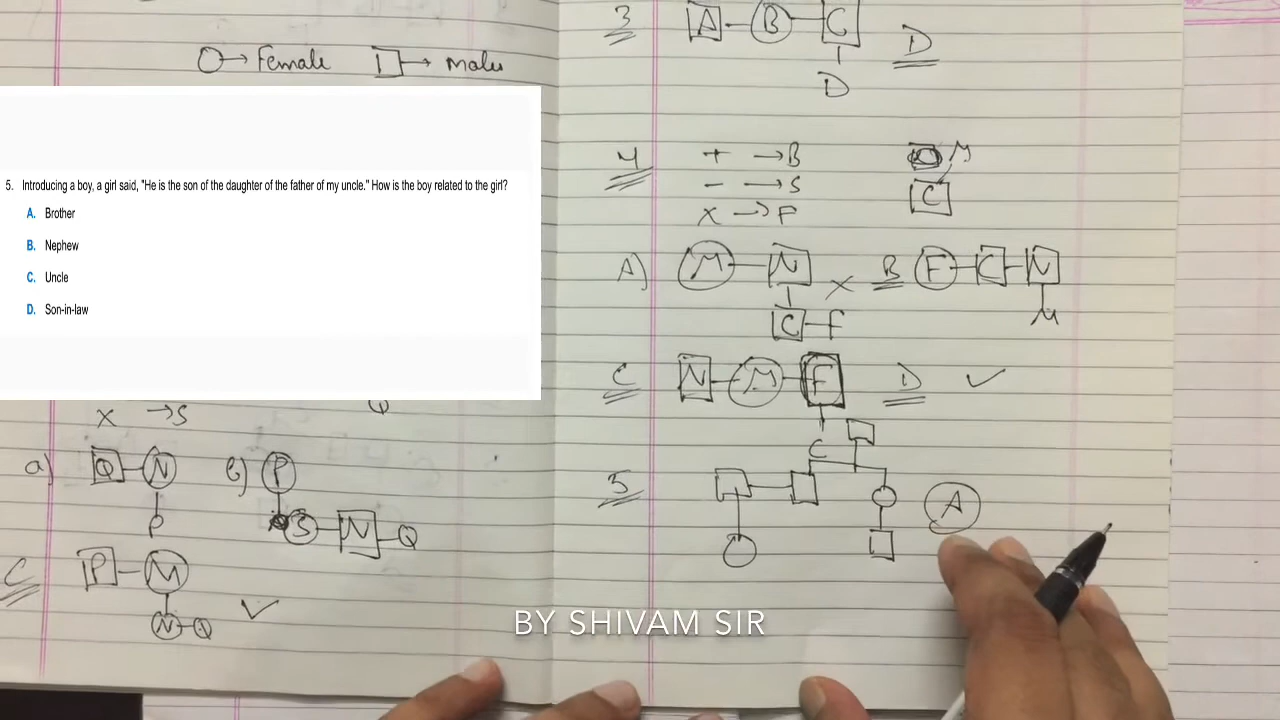 O → Female □ → Males
5. Introducing a boy, a girl said, "He is the son of the daughter of the father of my uncle." How is the boy related to the girl?
A. Brother
B. Nephew
C. Uncle
D. Son-in-law
x → S
Q
a) Q N
P
b) P
S N Q
C P M
N Q
3 A B C
D
D
4 + → B
- → S
x → F
M
C
A) M N x
C F
B F C N
M
C N M F D ✓
C
5 A
BY SHIVAM SIR